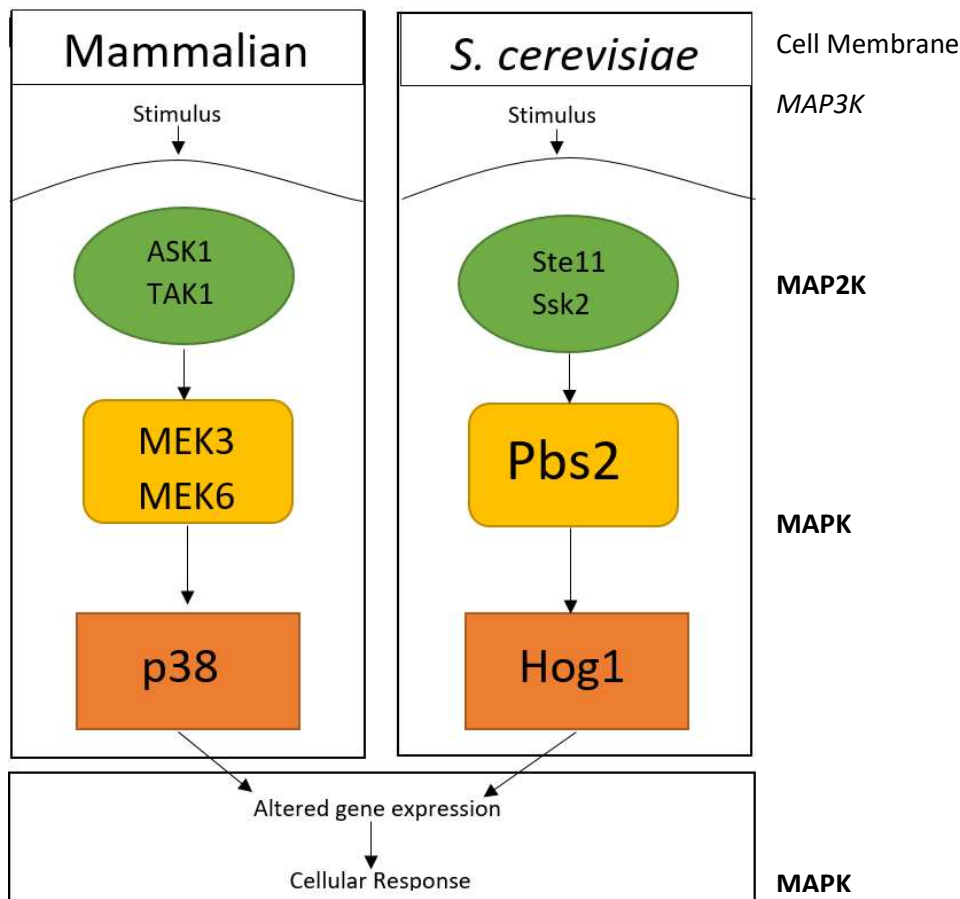 Mammalian
Stimulus
ASK1
TAK1
MEK3
MEK6
p38
S. cerevisiae
Stimulus
Ste11
Ssk2
Pbs2
Hog1
Altered gene expression
Cellular Response
Cell Membrane
MAP3K
MAP2K
MAPK
MAPK